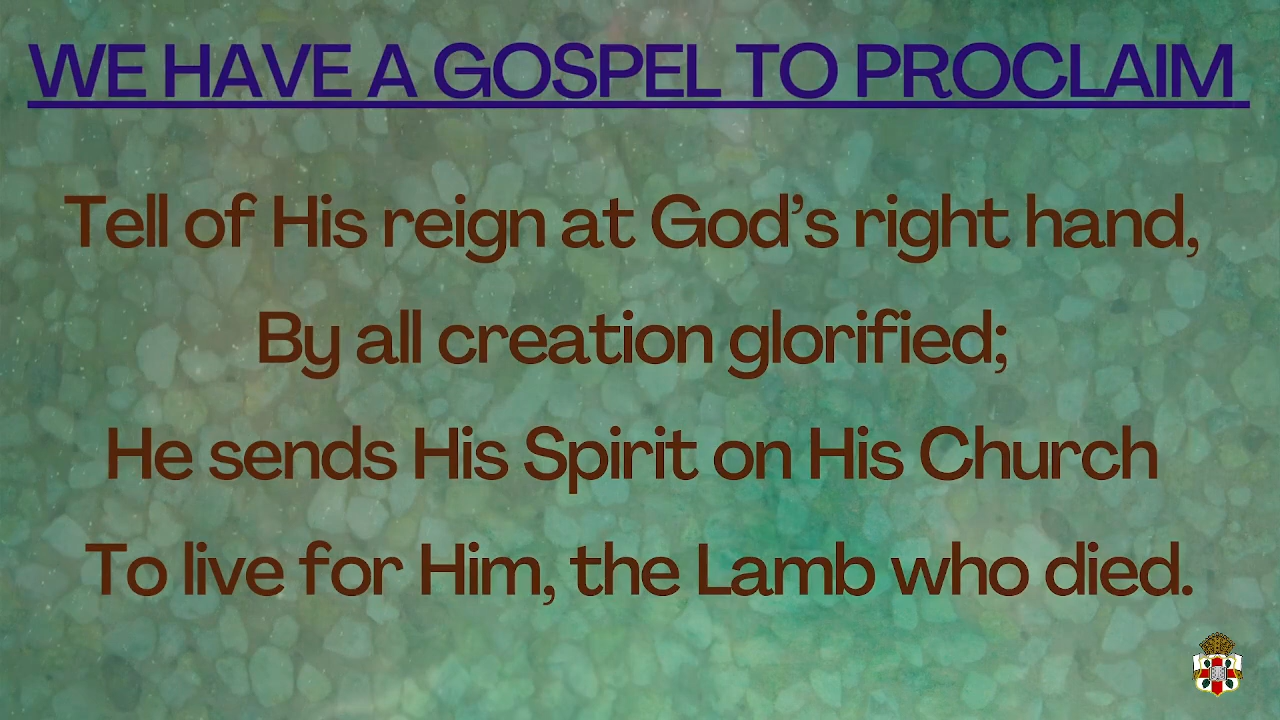 WE HAVE A GOSPEL TO PROCLAIM
Tell of His reign at God’s right hand,
By all creation glorified;
He sends His Spirit on His Church
To live for Him, the Lamb who died.